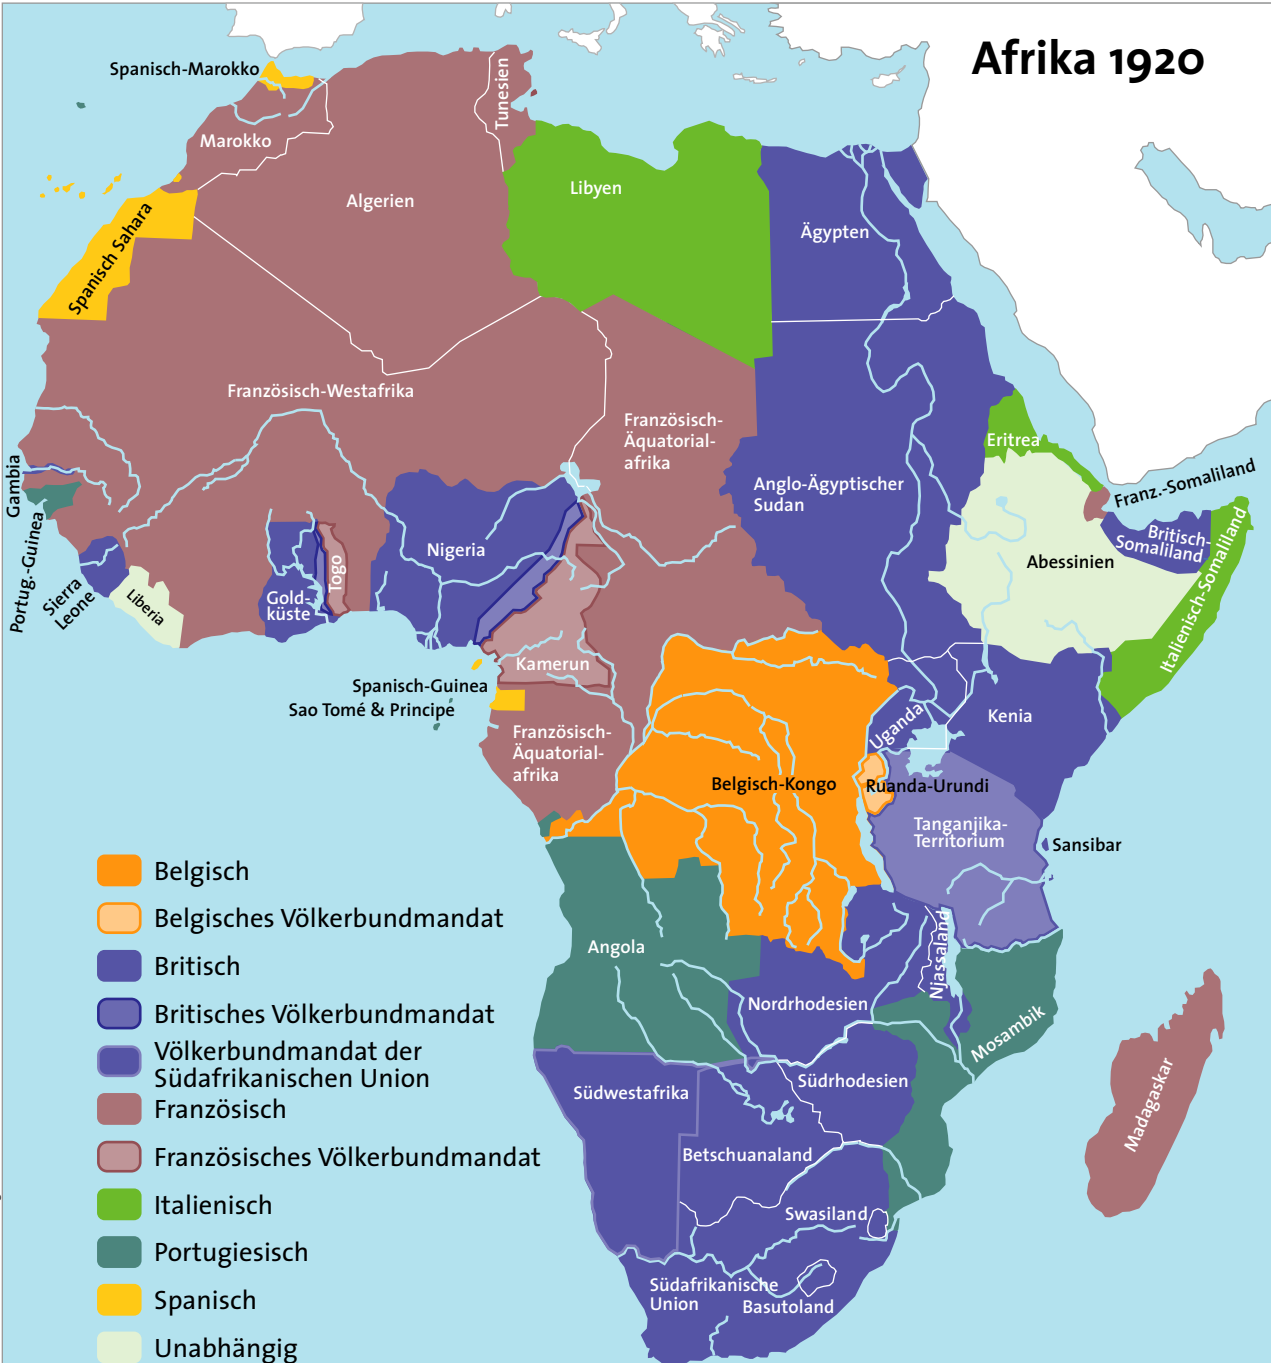 Afrika 1920
Spanisch-Marokko
Marokko
Tunesien
Algerien
Libyen
Ägypten
Spanisch Sahara
Französisch-Westafrika
Französisch-
Äquatorial-
afrika
Anglo-Ägyptischer
Sudan
Eritrea
Franz.-Somaliland
Britisch-
Somaliland
Italienisch-Somaliland
Abessinien
Gambia
Portug.-Guinea
Sierra
Leone
Liberia
Gold-
küste
Togo
Nigeria
Kamerun
Spanisch-Guinea
Sao Tomé & Principe
Französisch-
Äquatorial-
afrika
Belgisch-Kongo
Uganda
Kenia
Ruanda-Urundi
Tanganjika-
Territorium
Sansibar
Angola
Nordrhodesien
Njassaland
Mosambik
Madagaskar
Südwestafrika
Südrhodesien
Betschuanaland
Swasiland
Südafrikanische
Union
Basutoland
Belgisch
Belgisches Völkerbundmandat
Britisch
Britisches Völkerbundmandat
Völkerbundmandat der
Südafrikanischen Union
Französisch
Französisches Völkerbundmandat
Italienisch
Portugiesisch
Spanisch
Unabhängig